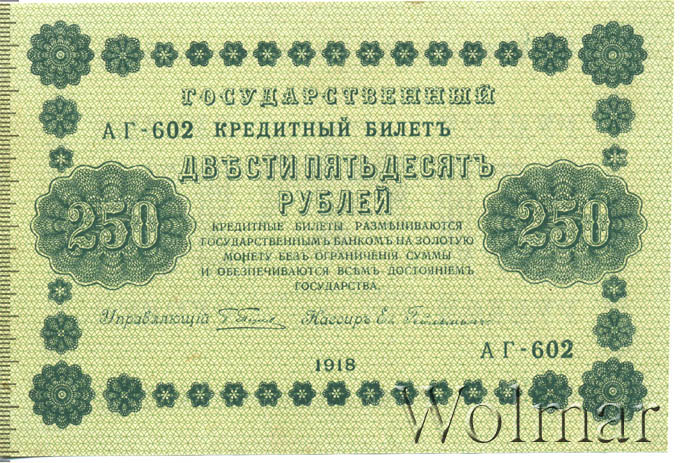 ГОСУДАРСТВЕННЫЙ
АГ-602 КРЕДИТНЫЙ БИЛЕТЪ
ДВѢСТИ ПЯТЬДЕСЯТЪ
РУБЛЕЙ
250 250
КРЕДИТНЫЕ БИЛЕТЫ РАЗМѢНИВАЮТСЯ
ГОСУДАРСТВЕННЫМЪ БАНКОМЪ НА ЗОЛОТУЮ
МОНЕТУ БЕЗЪ ОГРАНИЧЕНІЯ СУММЫ
И ОБЕЗПЕЧИВАЮТСЯ ВСѢМЪ ДОСТОЯНІЕМЪ
ГОСУДАРСТВА.
Управляющій Кассиръ
АГ-602
1918
Wolmar